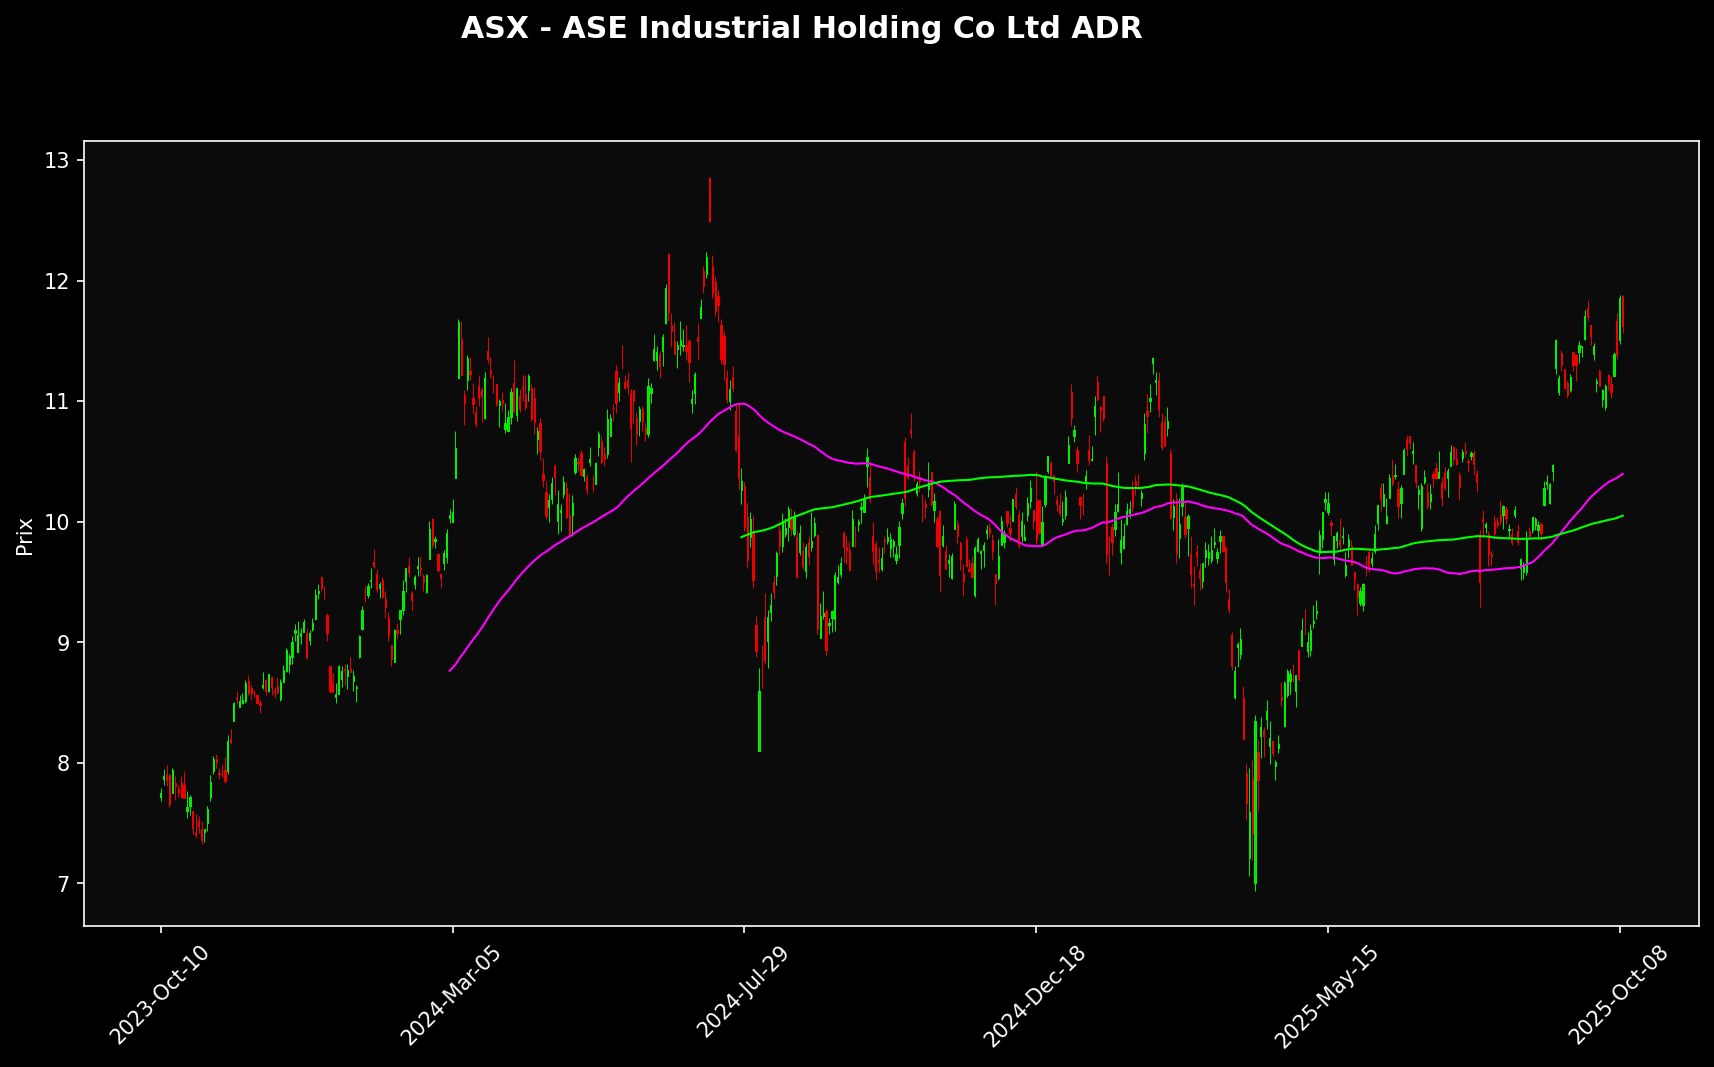 ASX - ASE Industrial Holding Co Ltd ADR
Prix
13
12
11
10
9
8
7
2023-Oct-10
2024-Mar-05
2024-Jul-29
2024-Dec-18
2025-May-15
2025-Oct-08